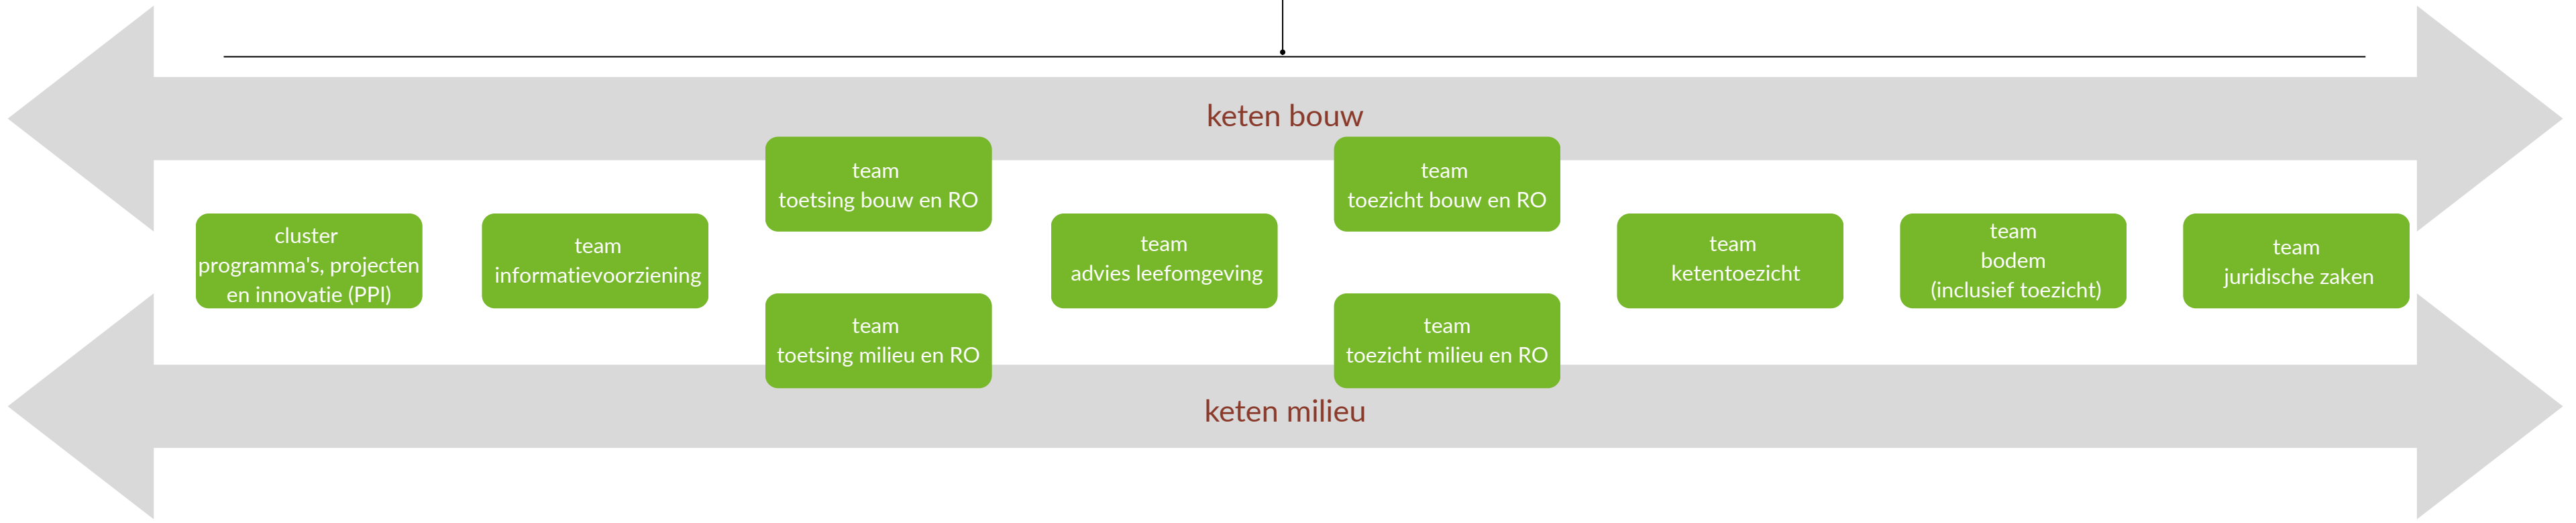 keten bouw
team
toetsing bouw en RO
team
toezicht bouw en RO
cluster
programma's, projecten
en innovatie (PPI)
team
informatievoorziening
team
advies leefomgeving
team
ketentoezicht
team
bodem
(inclusief toezicht)
team
juridische zaken
team
toetsing milieu en RO
team
toezicht milieu en RO
keten milieu